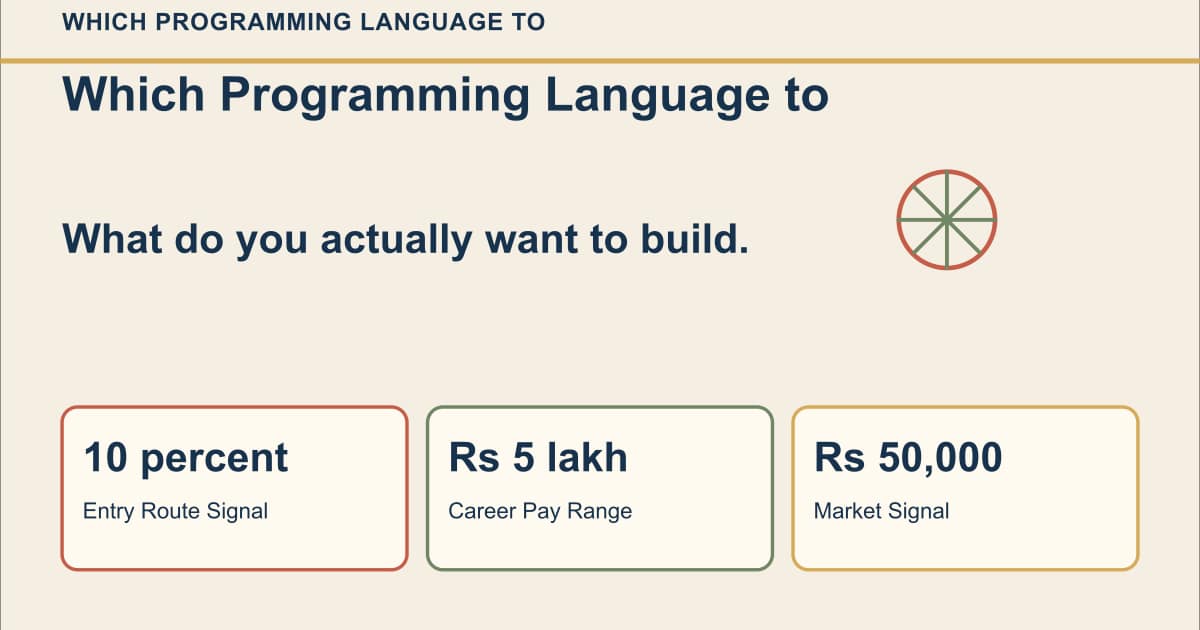 WHICH PROGRAMMING LANGUAGE TO
Which Programming Language to
What do you actually want to build.
10 percent
Entry Route Signal
Rs 5 lakh
Career Pay Range
Rs 50,000
Market Signal